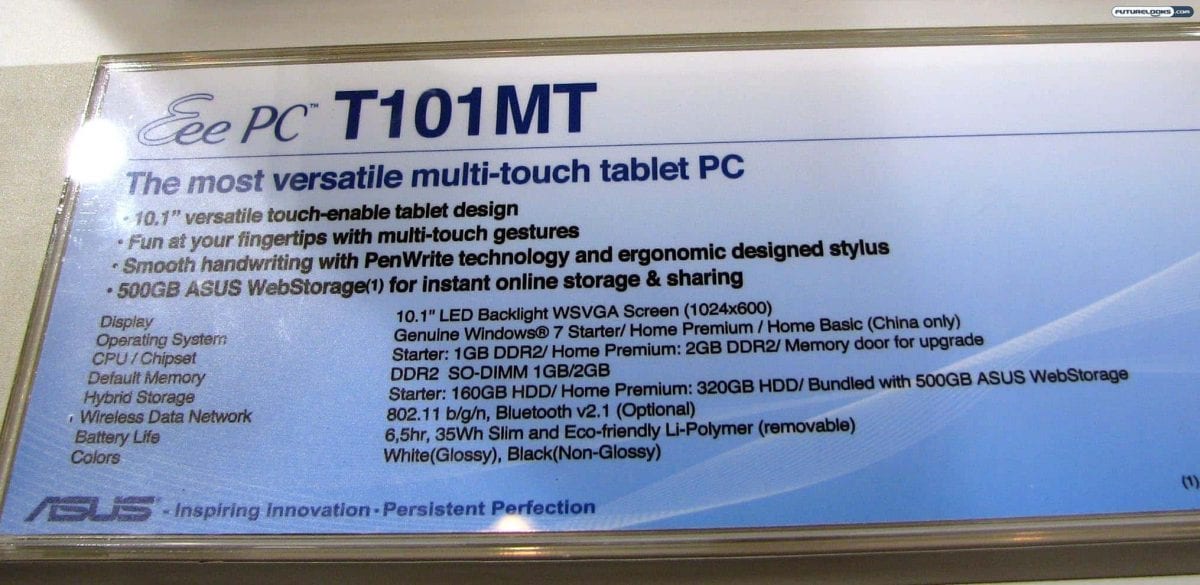 FUTURELOOKS.COM
Eee PC™ T101MT
The most versatile multi-touch tablet PC
· 10.1" versatile touch-enable tablet design
· Fun at your fingertips with multi-touch gestures
· Smooth handwriting with PenWrite technology and ergonomic designed stylus
· 500GB ASUS WebStorage(1) for instant online storage & sharing
Display 10.1" LED Backlight WSVGA Screen (1024x600)
Operating System Genuine Windows® 7 Starter/ Home Premium / Home Basic (China only)
CPU / Chipset Starter: 1GB DDR2/ Home Premium: 2GB DDR2/ Memory door for upgrade
Default Memory DDR2 SO-DIMM 1GB/2GB
Hybrid Storage Starter: 160GB HDD/ Home Premium: 320GB HDD/ Bundled with 500GB ASUS WebStorage
Wireless Data Network 802.11 b/g/n, Bluetooth v2.1 (Optional)
Battery Life 6,5hr, 35Wh Slim and Eco-friendly Li-Polymer (removable)
Colors White(Glossy), Black(Non-Glossy)
(1)
ASUS · Inspiring Innovation · Persistent Perfection